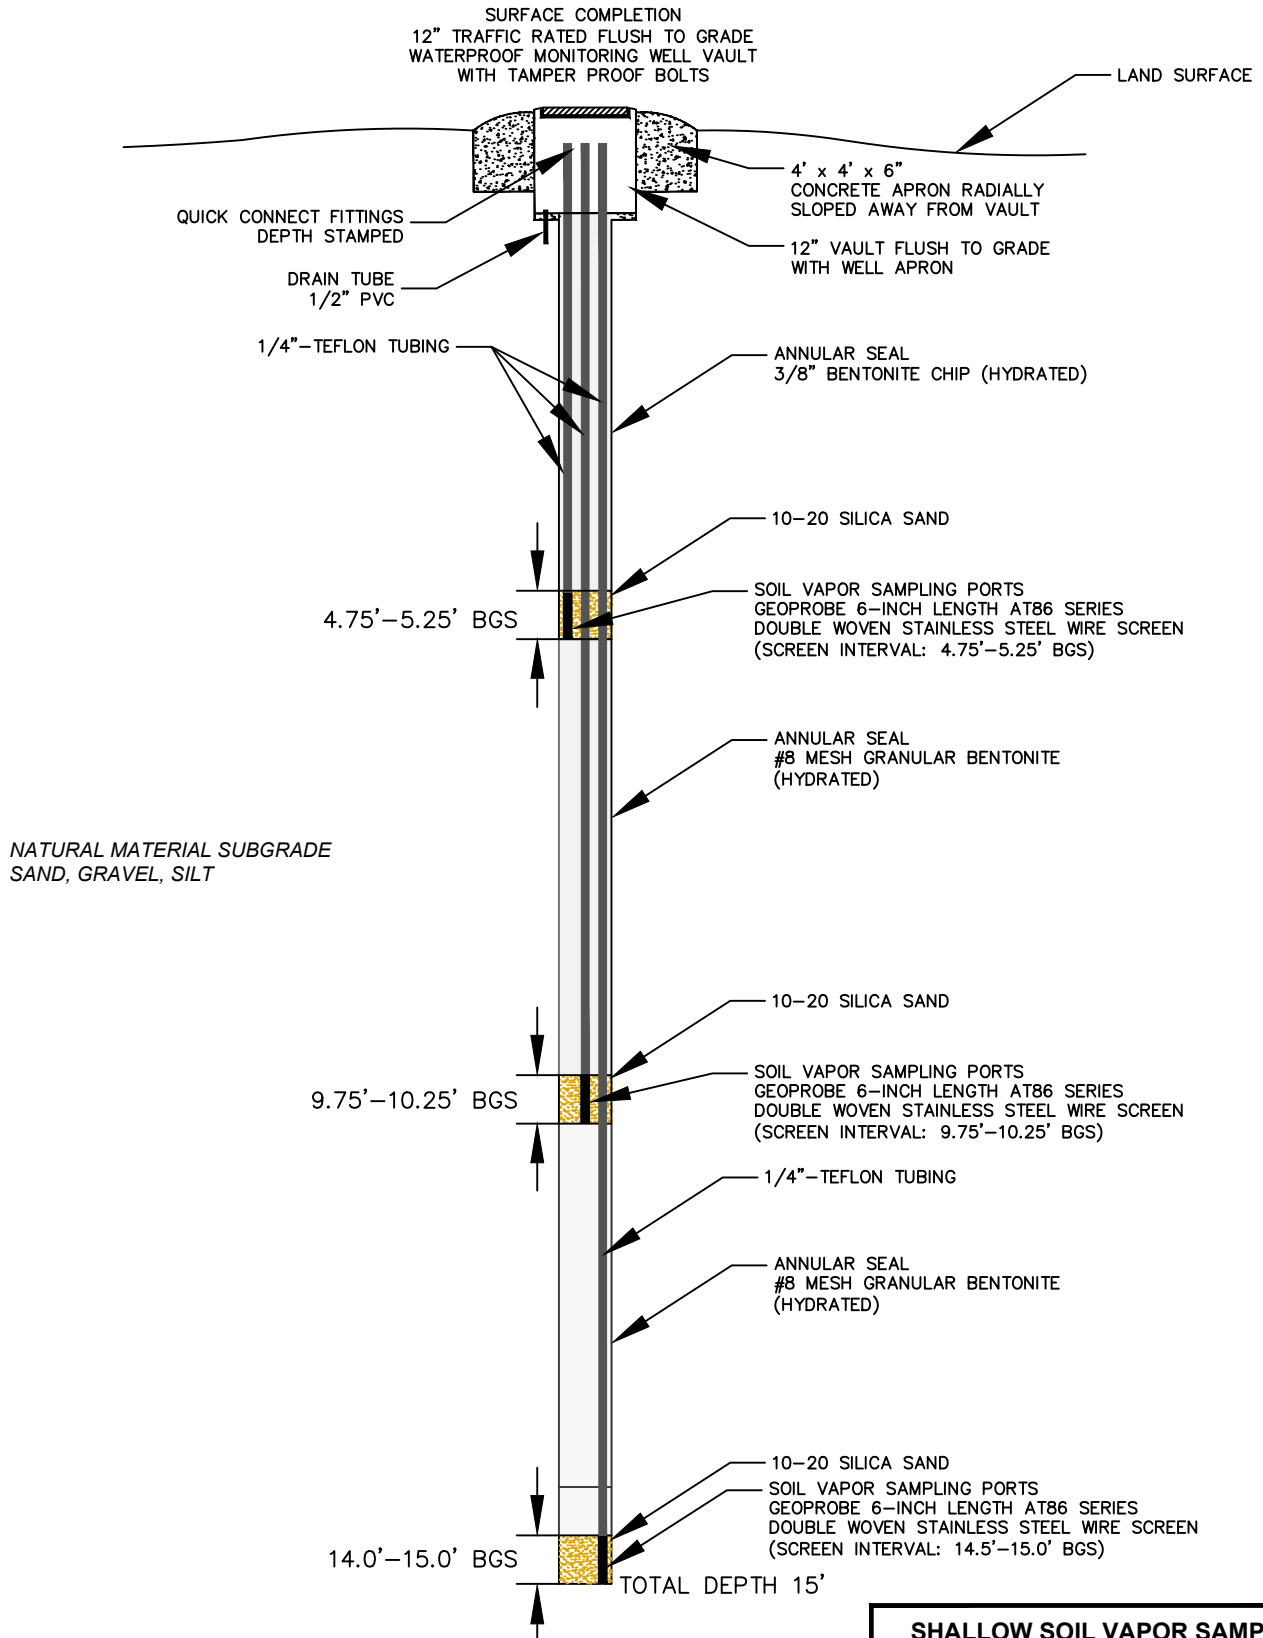 SURFACE COMPLETION
12" TRAFFIC RATED FLUSH TO GRADE
WATERPROOF MONITORING WELL VAULT
WITH TAMPER PROOF BOLTS
LAND SURFACE
4' x 4' x 6"
CONCRETE APRON RADIALLY
SLOPED AWAY FROM VAULT
QUICK CONNECT FITTINGS
DEPTH STAMPED
12" VAULT FLUSH TO GRADE
WITH WELL APRON
DRAIN TUBE
1/2" PVC
1/4"-TEFLON TUBING
ANNULAR SEAL
3/8" BENTONITE CHIP (HYDRATED)
10-20 SILICA SAND
4.75'-5.25' BGS
SOIL VAPOR SAMPLING PORTS
GEOPROBE 6-INCH LENGTH AT86 SERIES
DOUBLE WOVEN STAINLESS STEEL WIRE SCREEN
(SCREEN INTERVAL: 4.75'-5.25' BGS)
ANNULAR SEAL
#8 MESH GRANULAR BENTONITE
(HYDRATED)
NATURAL MATERIAL SUBGRADE
SAND, GRAVEL, SILT
10-20 SILICA SAND
9.75'-10.25' BGS
SOIL VAPOR SAMPLING PORTS
GEOPROBE 6-INCH LENGTH AT86 SERIES
DOUBLE WOVEN STAINLESS STEEL WIRE SCREEN
(SCREEN INTERVAL: 9.75'-10.25' BGS)
1/4"-TEFLON TUBING
ANNULAR SEAL
#8 MESH GRANULAR BENTONITE
(HYDRATED)
10-20 SILICA SAND
SOIL VAPOR SAMPLING PORTS
GEOPROBE 6-INCH LENGTH AT86 SERIES
DOUBLE WOVEN STAINLESS STEEL WIRE SCREEN
(SCREEN INTERVAL: 14.5'-15.0' BGS)
14.0'-15.0' BGS
TOTAL DEPTH 15'
SHALLOW SOIL VAPOR SAMP